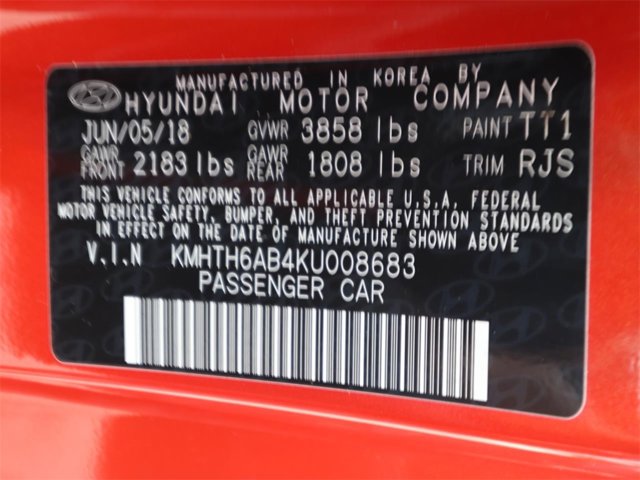 MANUFACTURED IN KOREA BY
HYUNDAI MOTOR COMPANY
JUN/05/18 GVWR 3858 lbs PAINT TT1
GAWR FRONT 2183 lbs GAWR REAR 1808 lbs TRIM RJS
THIS VEHICLE CONFORMS TO ALL APPLICABLE U.S.A. FEDERAL
MOTOR VEHICLE SAFETY, BUMPER, AND THEFT PREVENTION STANDARDS
IN EFFECT ON THE DATE OF MANUFACTURE SHOWN ABOVE
V.I.N KMHTH6AB4KU008683
PASSENGER CAR